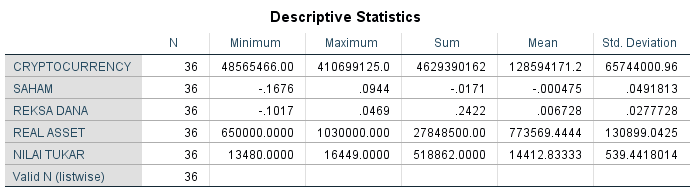 Descriptive Statistics
N Minimum Maximum Sum Mean Std. Deviation
CRYPTOCURRENCY 36 48565466.00 410699125.0 4629390162 128594171.2 65744000.96
SAHAM 36 -.1676 .0944 -.0171 -.000475 .0491813
REKSA DANA 36 -.1017 .0469 .2422 .006728 .0277728
REAL ASSET 36 650000.0000 1030000.000 27848500.00 773569.4444 130899.0425
NILAI TUKAR 36 13480.0000 16449.0000 518862.0000 14412.83333 539.4418014
Valid N (listwise) 36